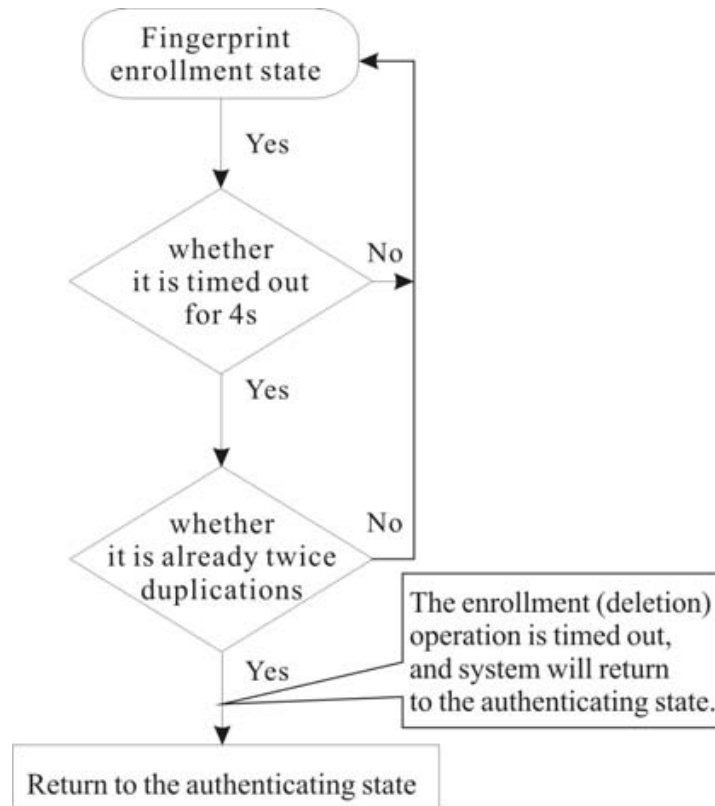 Fingerprint
enrollment state
Yes
whether
it is timed out
for 4s
No
Yes
whether
it is already twice
duplications
No
Yes
The enrollment (deletion)
operation is timed out,
and system will return
to the authenticating state.
Return to the authenticating state